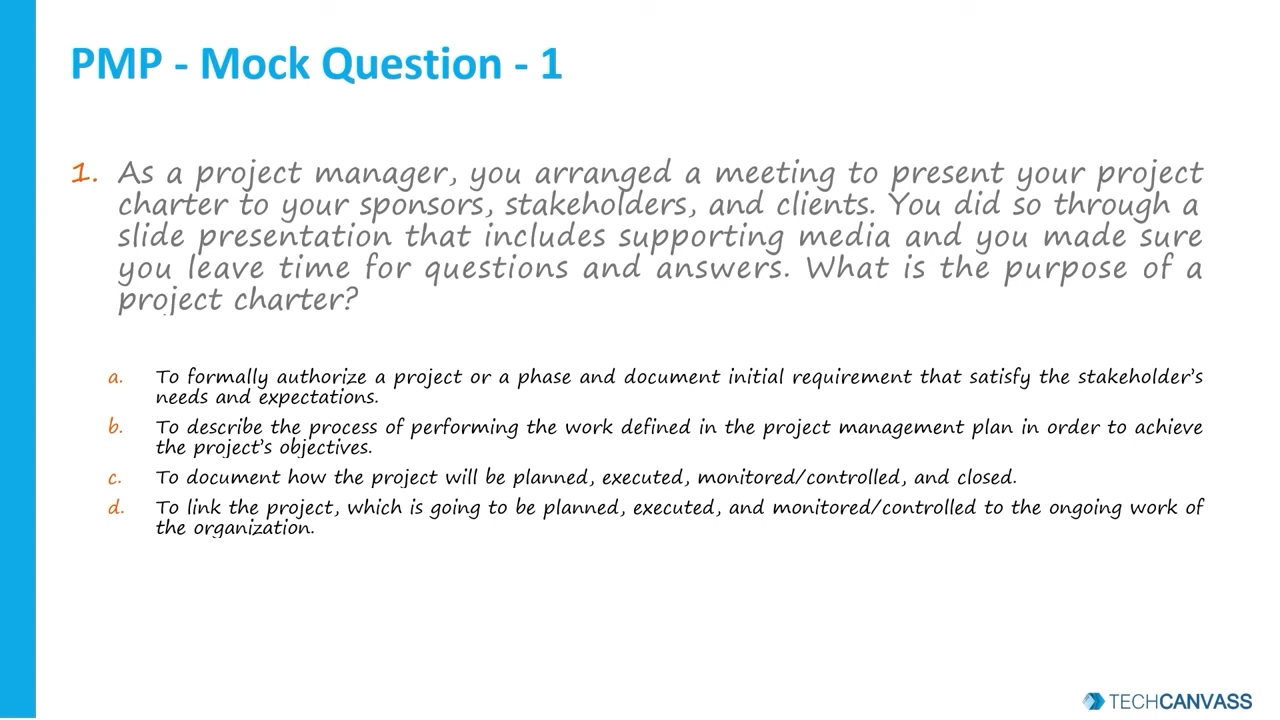 PMP - Mock Question - 1
1. As a project manager, you arranged a meeting to present your project
charter to your sponsors, stakeholders, and clients. You did so through a
slide presentation that includes supporting media and you made sure
you leave time for questions and answers. What is the purpose of a
project charter?
a. To formally authorize a project or a phase and document initial requirement that satisfy the stakeholder's
needs and expectations.
b. To describe the process of performing the work defined in the project management plan in order to achieve
the project's objectives.
c. To document how the project will be planned, executed, monitored/controlled, and closed.
d. To link the project, which is going to be planned, executed, and monitored/controlled to the ongoing work of
the organization.
TECHCANVASS